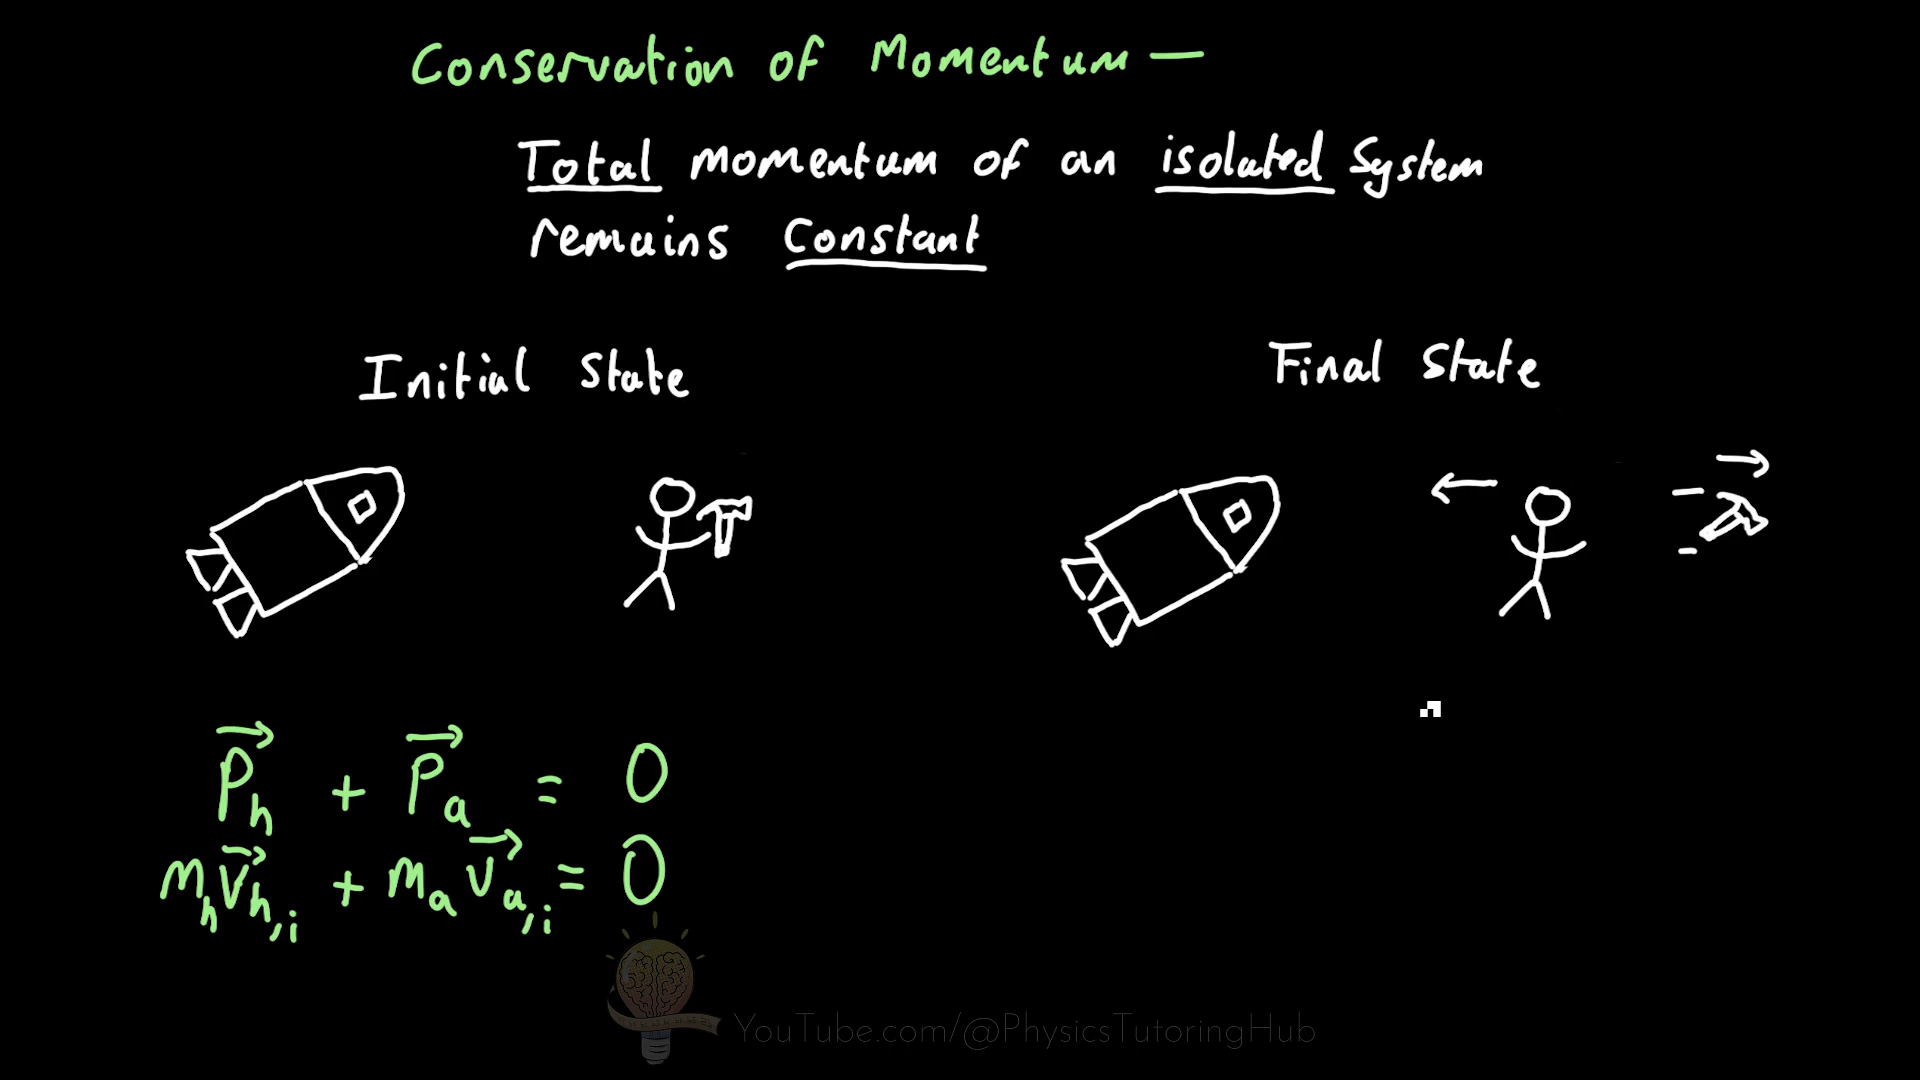 Conservation of Momentum —
Total momentum of an isolated System
remains Constant
Initial State
Final State
P⃗h + P⃗a = 0
mhv⃗h,i + mav⃗a,i = 0
YouTube.com/@PhysicsTutoringHub